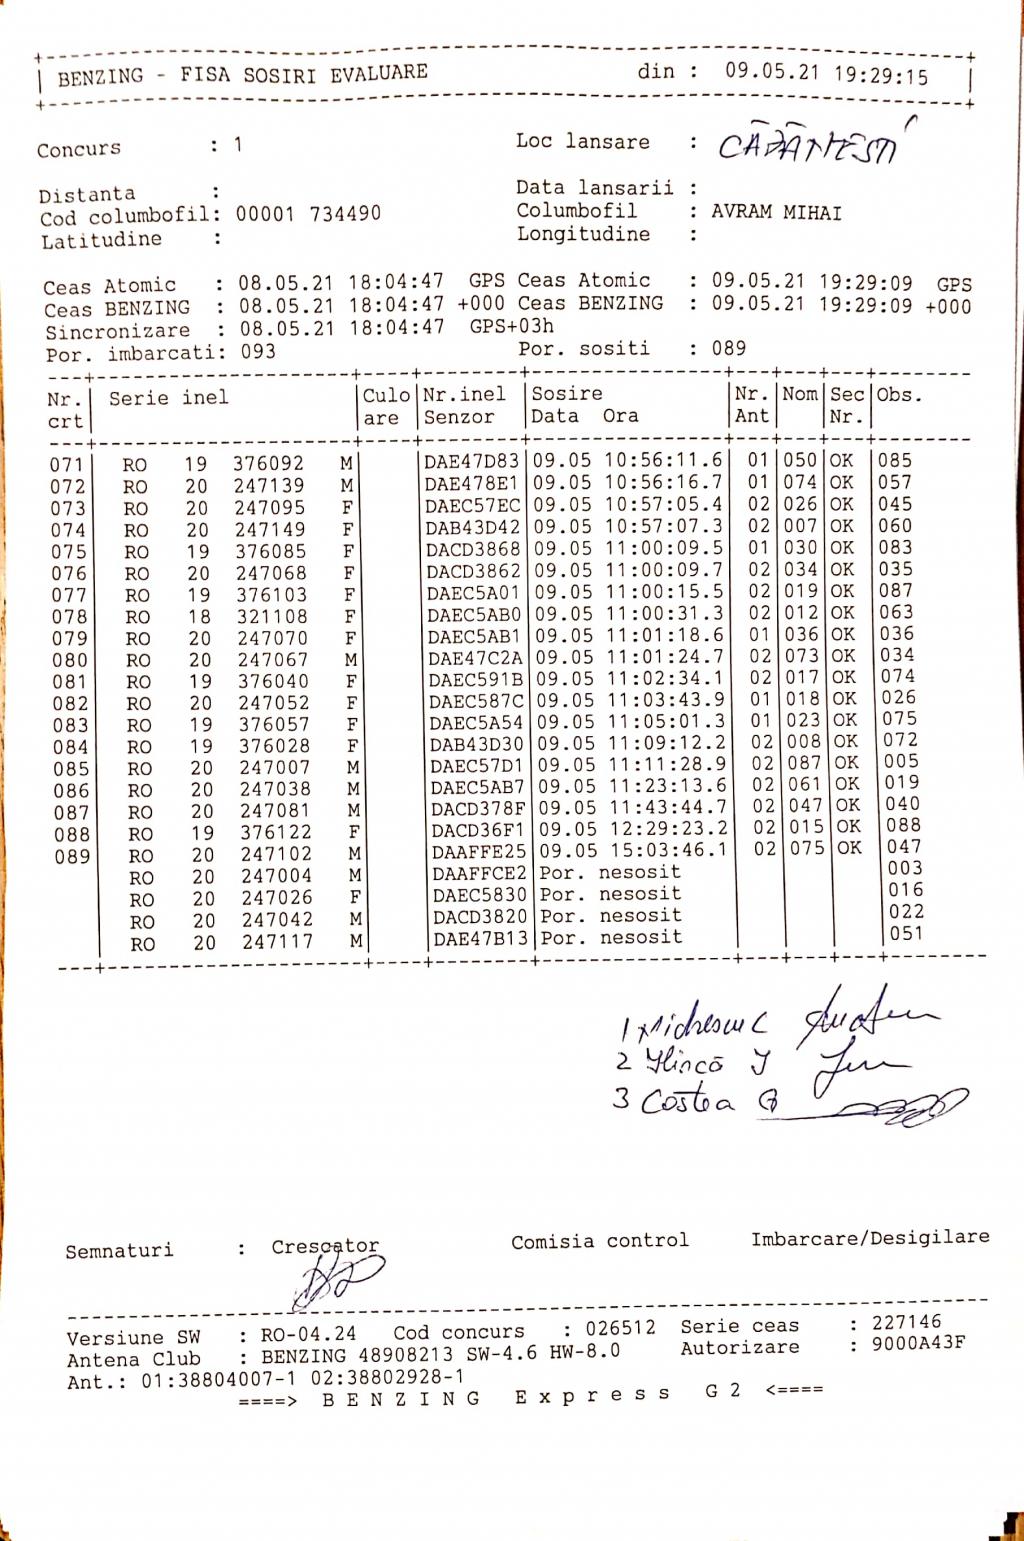 BENZING - FISA SOSIRI EVALUARE din : 09.05.21 19:29:15
Concurs : 1 Loc lansare :
Distanta : Data lansarii :
Cod columbofil: 00001 734490 Columbofil : AVRAM MIHAI
Latitudine : Longitudine :
Ceas Atomic : 08.05.21 18:04:47 GPS Ceas Atomic : 09.05.21 19:29:09 GPS
Ceas BENZING : 08.05.21 18:04:47 +000 Ceas BENZING : 09.05.21 19:29:09 +000
Sincronizare : 08.05.21 18:04:47 GPS+03h
Por. imbarcati: 093 Por. sositi : 089
Nr. Serie inel Culo Nr.inel Sosire Nr. Nom Sec Obs.
crt are Senzor Data Ora Ant Nr.
071 RO 19 376092 M DAE47D83 09.05 10:56:11.6 01 050 OK 085
072 RO 20 247139 M DAE478E1 09.05 10:56:16.7 01 074 OK 057
073 RO 20 247095 F DAEC57EC 09.05 10:57:05.4 02 026 OK 045
074 RO 20 247149 F DAB43D42 09.05 10:57:07.3 02 007 OK 060
075 RO 19 376085 F DACD3868 09.05 11:00:09.5 01 030 OK 083
076 RO 20 247068 F DACD3862 09.05 11:00:09.7 02 034 OK 035
077 RO 19 376103 F DAEC5A01 09.05 11:00:15.5 02 019 OK 087
078 RO 18 321108 F DAEC5AB0 09.05 11:00:31.3 02 012 OK 063
079 RO 20 247070 F DAEC5AB1 09.05 11:01:18.6 01 036 OK 036
080 RO 20 247067 M DAE47C2A 09.05 11:01:24.7 02 073 OK 034
081 RO 19 376040 F DAEC591B 09.05 11:02:34.1 02 017 OK 074
082 RO 20 247052 F DAEC587C 09.05 11:03:43.9 01 018 OK 026
083 RO 19 376057 F DAEC5A54 09.05 11:05:01.3 01 023 OK 075
084 RO 19 376028 F DAB43D30 09.05 11:09:12.2 02 008 OK 072
085 RO 20 247007 M DAEC57D1 09.05 11:11:28.9 02 087 OK 005
086 RO 20 247038 M DAEC5AB7 09.05 11:23:13.6 02 061 OK 019
087 RO 20 247081 M DACD378F 09.05 11:43:44.7 02 047 OK 040
088 RO 19 376122 F DACD36F1 09.05 12:29:23.2 02 015 OK 088
089 RO 20 247102 M DAAFFE25 09.05 15:03:46.1 02 075 OK 047
RO 20 247004 M DAAFFCE2 Por. nesosit 003
RO 20 247026 F DAEC5830 Por. nesosit 016
RO 20 247042 M DACD3820 Por. nesosit 022
RO 20 247117 M DAE47B13 Por. nesosit 051
1
2 Ilincă
3 Costea G
Semnaturi : Crescator Comisia control Imbarcare/Desigilare
Versiune SW : RO-04.24 Cod concurs : 026512 Serie ceas : 227146
Antena Club : BENZING 48908213 SW-4.6 HW-8.0 Autorizare : 9000A43F
Ant.: 01:38804007-1 02:38802928-1
====> B E N Z I N G E x p r e s s G 2 <====